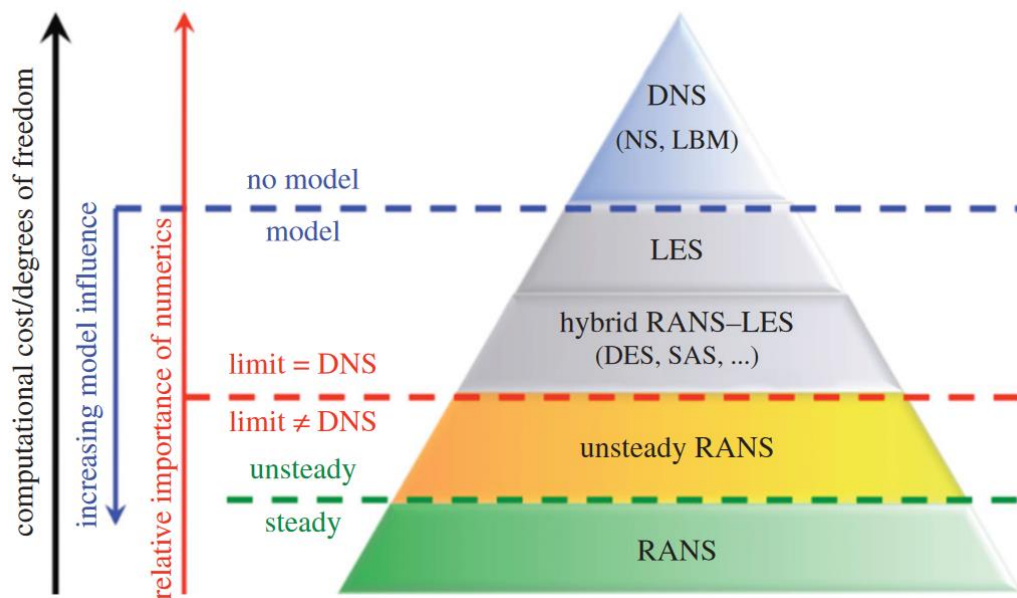 computational cost/degrees of freedom
increasing model influence
relative importance of numerics
DNS
(NS, LBM)
no model
model
LES
hybrid RANS–LES
(DES, SAS, ...)
limit = DNS
limit ≠ DNS
unsteady RANS
unsteady
steady
RANS